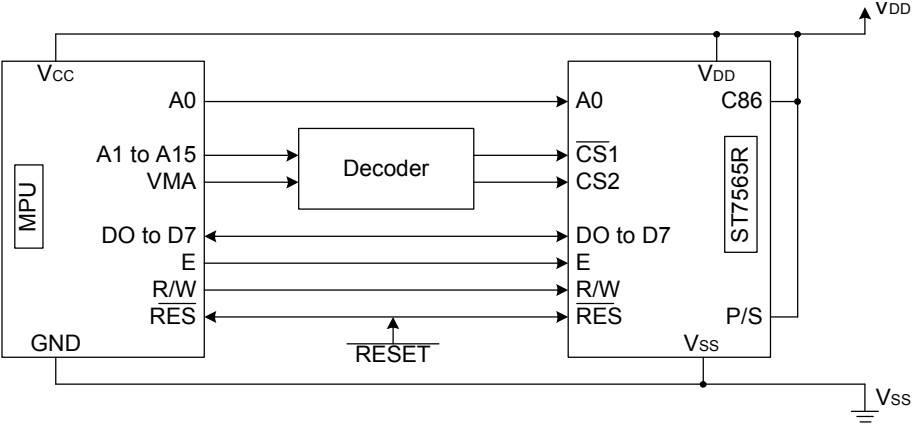 VDD
VCC
VDD
A0
A0
C86
A1 to A15
Decoder
CS1
VMA
CS2
MPU
ST7565R
DO to D7
DO to D7
E
E
R/W
R/W
RES
RES
P/S
GND
RESET
VSS
VSS